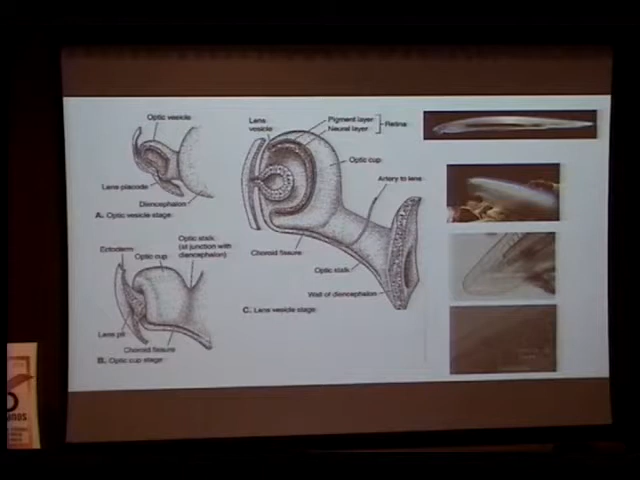 Optic vesicle
Lens placode
Diencephalon
A. Optic vesicle stage
Ectoderm
Optic cup
Optic stalk
(at junction with
diencephalon)
Lens pit
Choroid fissure
B. Optic cup stage
Lens
vesicle
Pigment layer
Neural layer
Retina
Optic cup
Artery to lens
Choroid fissure
Optic stalk
Wall of diencephalon
C. Lens vesicle stage
anos